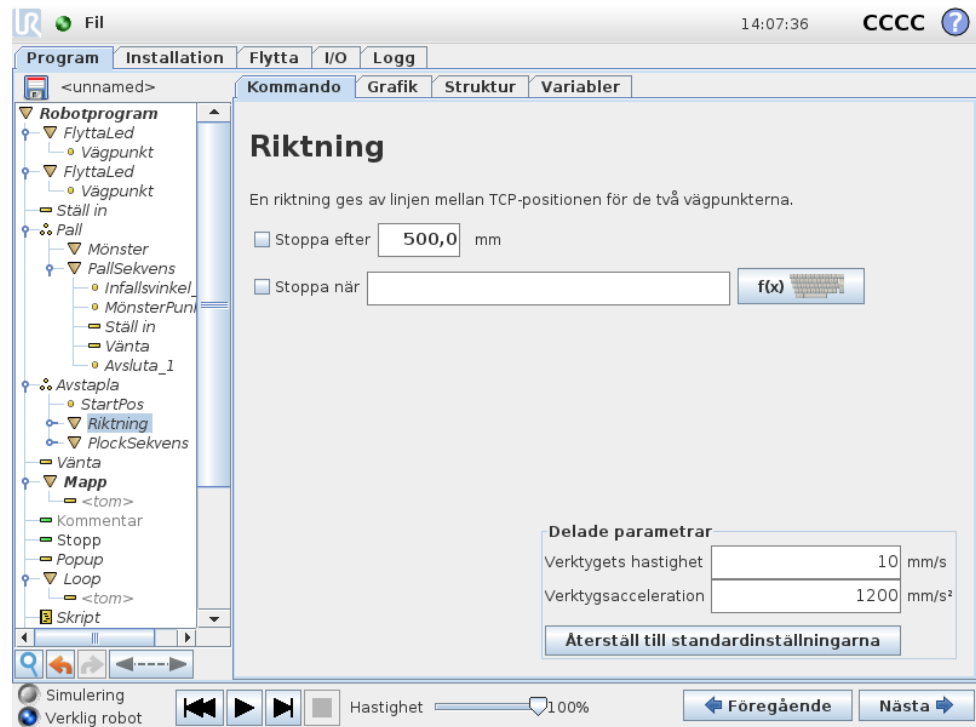 UR Fil 14:07:36 CCCC ?
Program Installation Flytta I/O Logg
<unnamed>
Kommando Grafik Struktur Variabler
Robotprogram
FlyttaLed
Vägpunkt
FlyttaLed
Vägpunkt
Ställ in
Pall
Mönster
PallSekvens
Infallsvinkel_
MönsterPunk
Ställ in
Vänta
Avsluta_1
Avstapla
StartPos
Riktning
PlockSekvens
Vänta
Mapp
<tom>
Kommentar
Stopp
Popup
Loop
<tom>
Skript
Riktning
En riktning ges av linjen mellan TCP-positionen för de två vägpunkterna.
Stoppa efter 500,0 mm
Stoppa när f(x)
Delade parametrar
Verktygets hastighet 10 mm/s
Verktygsacceleration 1200 mm/s²
Återställ till standardinställningarna
Simulering
Verklig robot
Hastighet 100%
Föregående Nästa